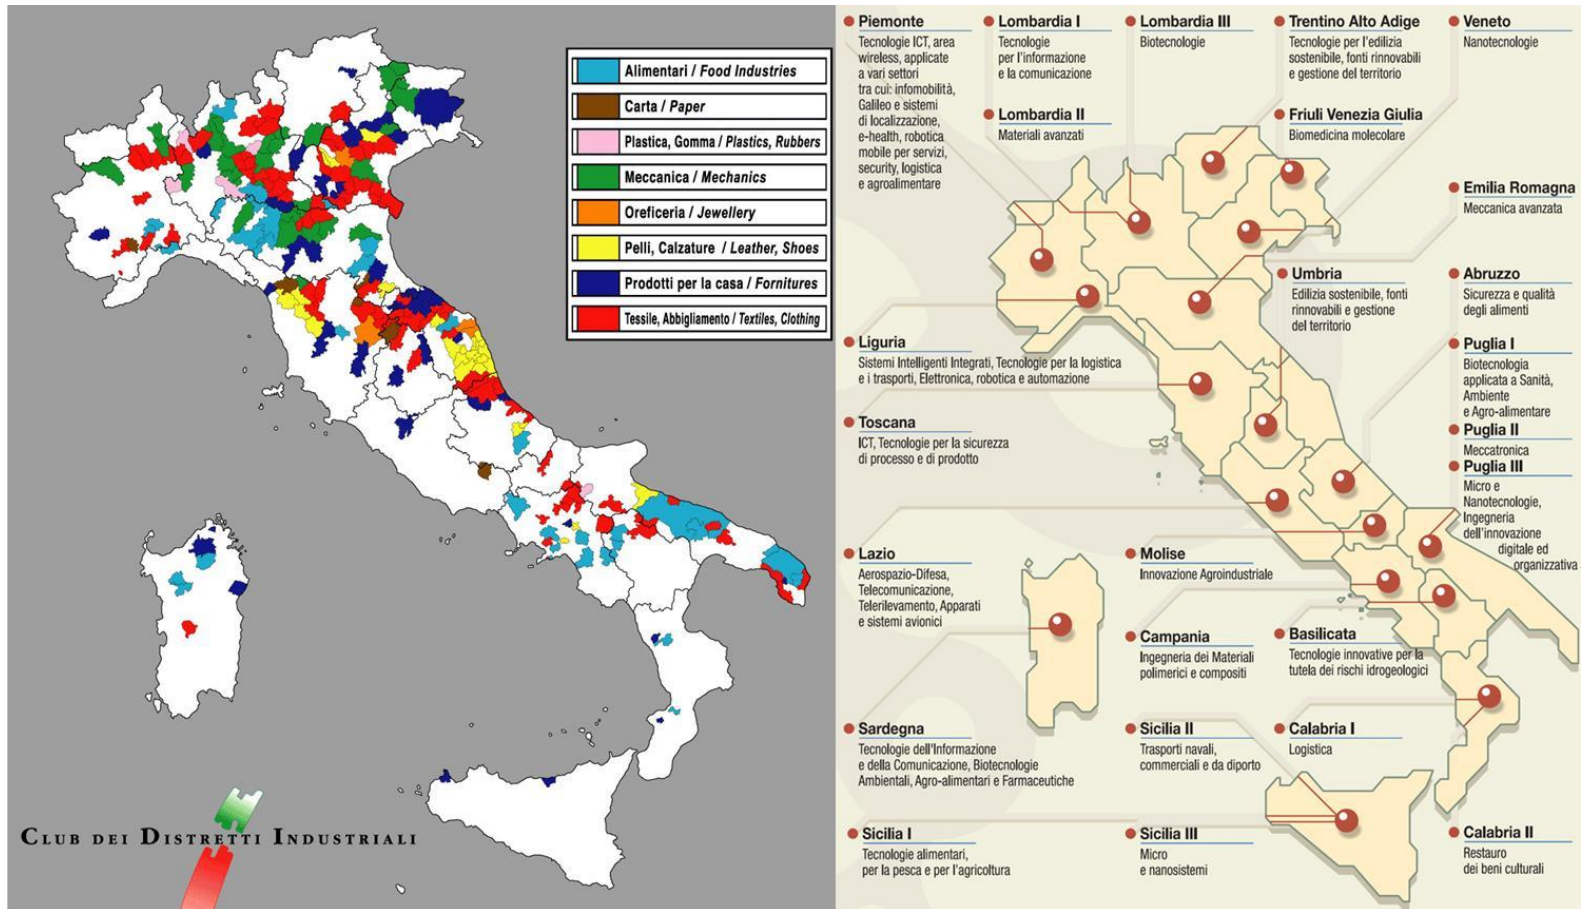 Alimentari / Food Industries
Carta / Paper
Plastica, Gomma / Plastics, Rubbers
Meccanica / Mechanics
Oreficeria / Jewellery
Pelli, Calzature / Leather, Shoes
Prodotti per la casa / Fornitures
Tessile, Abbigliamento / Textiles, Clothing
CLUB DEI DISTRETTI INDUSTRIALI
Piemonte
Tecnologie ICT, area
wireless, applicate
a vari settori
tra cui: infomobilità,
Galileo e sistemi
di localizzazione,
e-health, robotica
mobile per servizi,
security, logistica
e agroalimentare
Lombardia I
Tecnologie
per l'informazione
e la comunicazione
Lombardia II
Materiali avanzati
Lombardia III
Biotecnologie
Trentino Alto Adige
Tecnologie per l'edilizia
sostenibile, fonti rinnovabili
e gestione del territorio
Friuli Venezia Giulia
Biomedicina molecolare
Veneto
Nanotecnologie
Emilia Romagna
Meccanica avanzata
Umbria
Edilizia sostenibile, fonti
rinnovabili e gestione
del territorio
Abruzzo
Sicurezza e qualità
degli alimenti
Liguria
Sistemi Intelligenti Integrati, Tecnologie per la logistica
e i trasporti, Elettronica, robotica e automazione
Puglia I
Biotecnologia
applicata a Sanità,
Ambiente
e Agro-alimentare
Puglia II
Meccatronica
Puglia III
Micro e
Nanotecnologie,
Ingegneria
dell'innovazione
digitale ed
organizzativa
Toscana
ICT, Tecnologie per la sicurezza
di processo e di prodotto
Lazio
Aerospazio-Difesa,
Telecomunicazione,
Telerilevamento, Apparati
e sistemi avionici
Molise
Innovazione Agroindustriale
Campania
Ingegneria dei Materiali
polimerici e compositi
Basilicata
Tecnologie innovative per la
tutela dei rischi idrogeologici
Sardegna
Tecnologie dell'Informazione
e della Comunicazione, Biotecnologie
Ambientali, Agro-alimentari e Farmaceutiche
Sicilia II
Trasporti navali,
commerciali e da diporto
Calabria I
Logistica
Sicilia I
Tecnologie alimentari,
per la pesca e per l'agricoltura
Sicilia III
Micro
e nanosistemi
Calabria II
Restauro
dei beni culturali